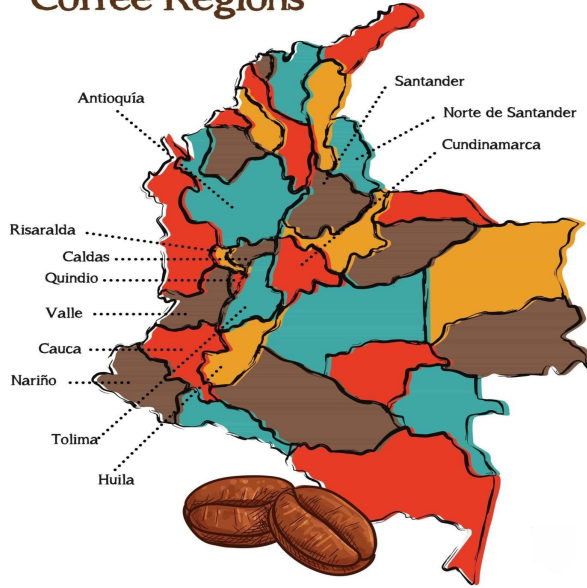 Coffee Regions
Santander
Antioquía
Norte de Santander
Cundinamarca
Risaralda
Caldas
Quindio
Valle
Cauca
Nariño
Tolima
Huila